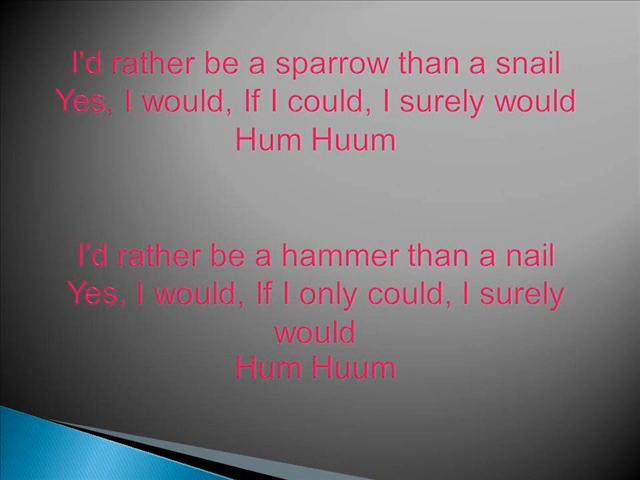 I'd rather be a sparrow than a snail
Yes, I would, If I could, I surely would
Hum Huum
I'd rather be a hammer than a nail
Yes, I would, If I only could, I surely
would
Hum Huum